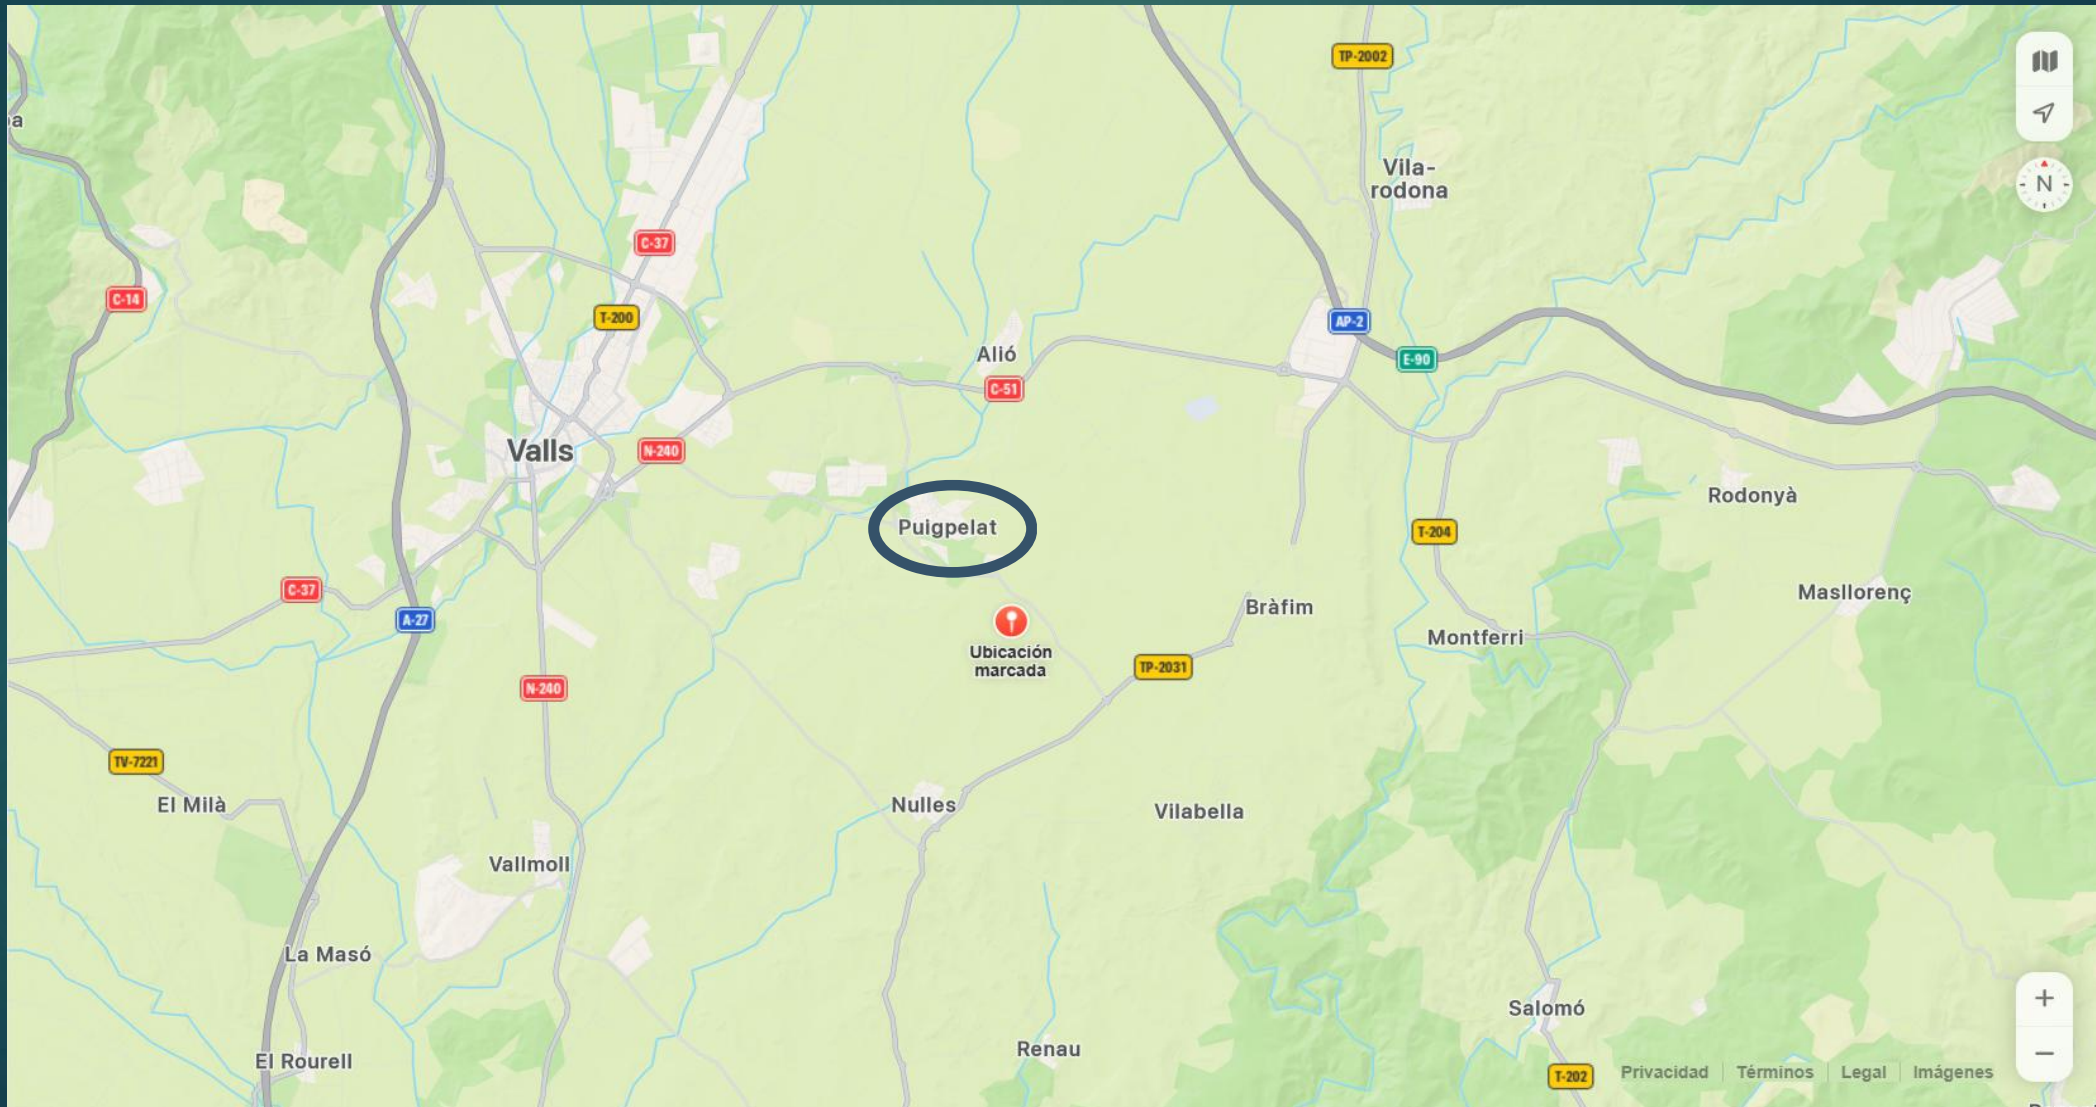 TP-2002
Vila-
rodona
C-37
C-14
T-200
AP-2
Alió
E-90
C-51
Valls
N-240
Rodonyà
Puigpelat
T-204
C-37
Masllorenç
Bràfim
A-27
Montferri
Ubicación
marcada
TP-2031
N-240
TV-7221
El Milà
Nulles
Vilabella
Vallmoll
La Masó
Salomó
Renau
El Rourell
T-202
Privacidad
Términos
Legal
Imágenes
N
+
−